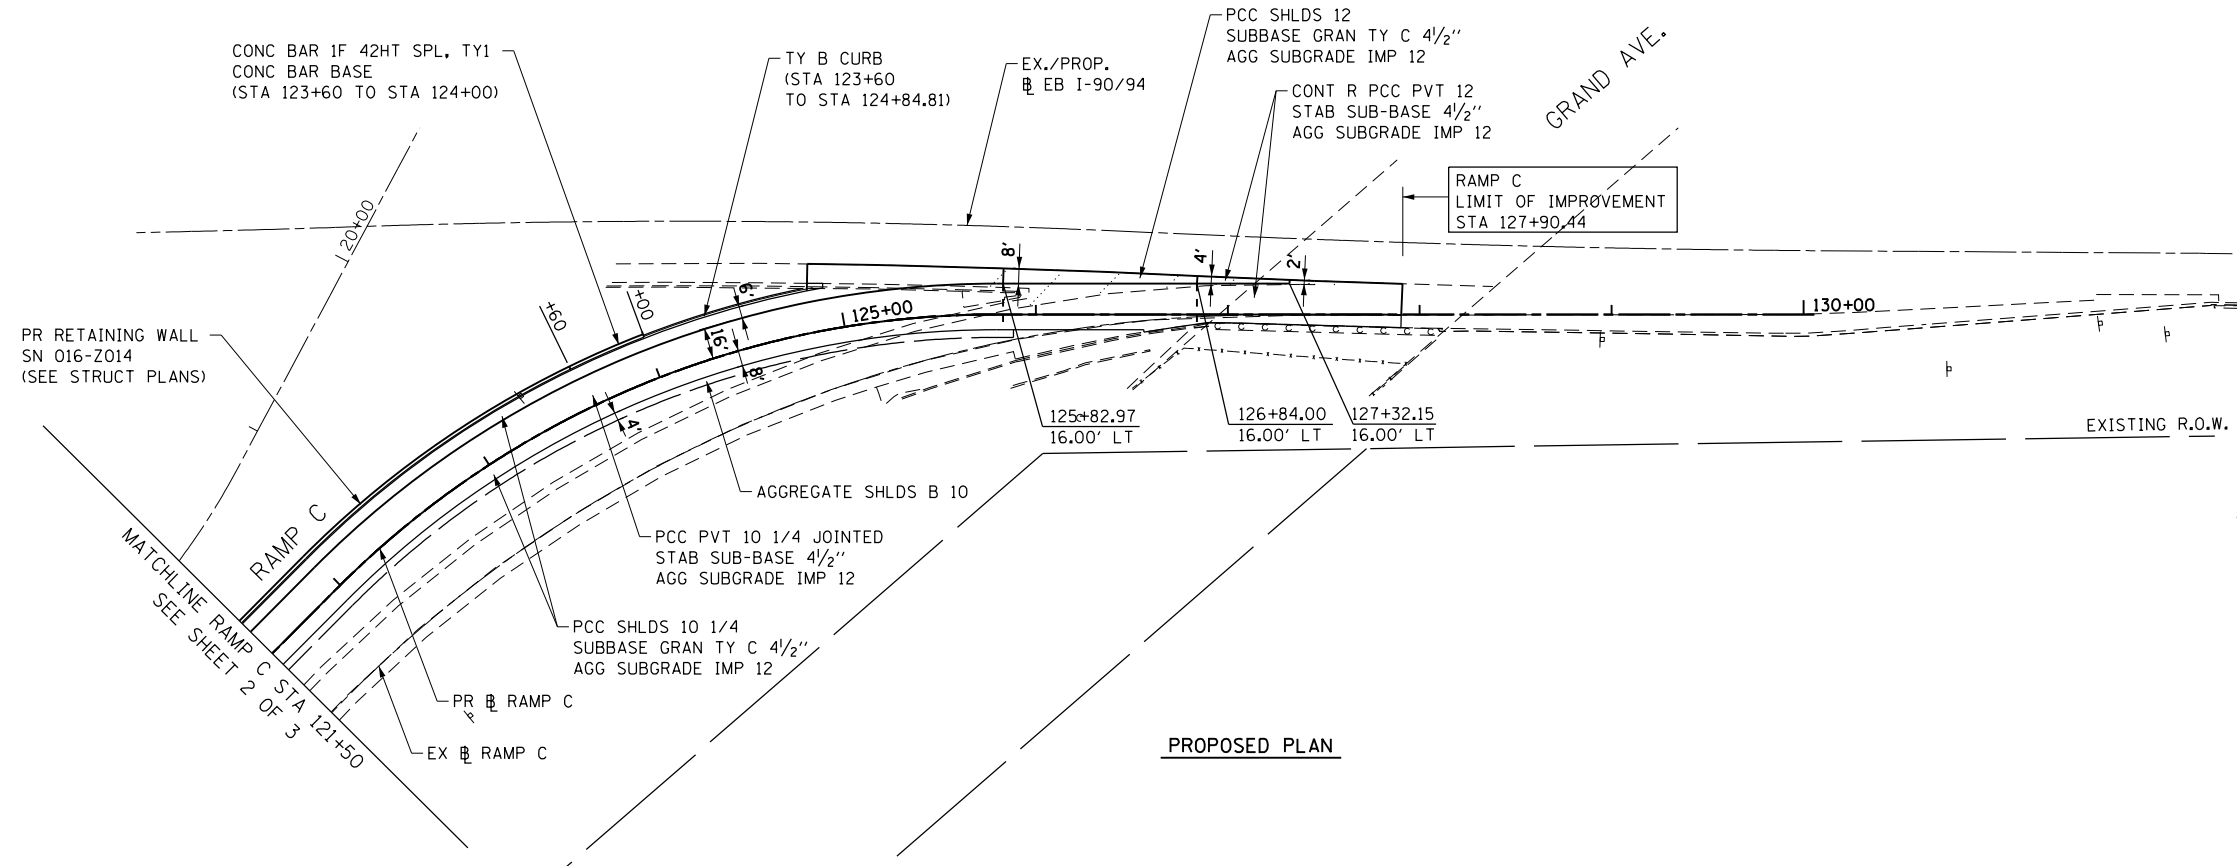 CONC BAR 1F 42HT SPL, TY1
CONC BAR BASE
(STA 123+60 TO STA 124+00)
TY B CURB
(STA 123+60
TO STA 124+84.81)
EX./PROP.
℄ EB I-90/94
PCC SHLDS 12
SUBBASE GRAN TY C 4½''
AGG SUBGRADE IMP 12
CONT R PCC PVT 12
STAB SUB-BASE 4½''
AGG SUBGRADE IMP 12
GRAND AVE.
RAMP C
LIMIT OF IMPROVEMENT
STA 127+90.44
120+00
+60
+00
6'
16'
8'
4'
125+00
8'
4'
2'
130+00
PR RETAINING WALL
SN 016-Z014
(SEE STRUCT PLANS)
125+82.97
16.00' LT
126+84.00
16.00' LT
127+32.15
16.00' LT
EXISTING R.O.W.
AGGREGATE SHLDS B 10
PCC PVT 10 1/4 JOINTED
STAB SUB-BASE 4½''
AGG SUBGRADE IMP 12
RAMP C
MATCHLINE RAMP C STA 121+50
SEE SHEET 2 OF 3
PCC SHLDS 10 1/4
SUBBASE GRAN TY C 4½''
AGG SUBGRADE IMP 12
PR BL RAMP C
EX BL RAMP C
PROPOSED PLAN
C C C C C C C C C C